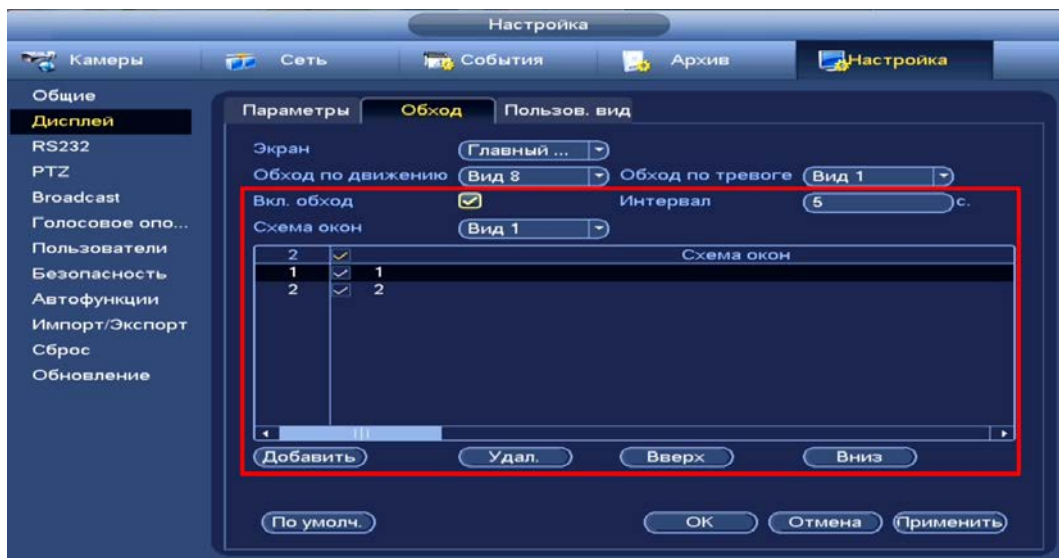 Настройка
Камеры Сеть События Архив Настройка
Общие
Дисплей
RS232
PTZ
Broadcast
Голосовое опо...
Пользователи
Безопасность
Автофункции
Импорт/Экспорт
Сброс
Обновление
Параметры Обход Пользов. вид
Экран Главный ...
Обход по движению Вид 8 Обход по тревоге Вид 1
Вкл. обход Интервал 5 с.
Схема окон Вид 1
2 Схема окон
1 1
2 2
Добавить Удал. Вверх Вниз
По умолч. ОК Отмена Применить